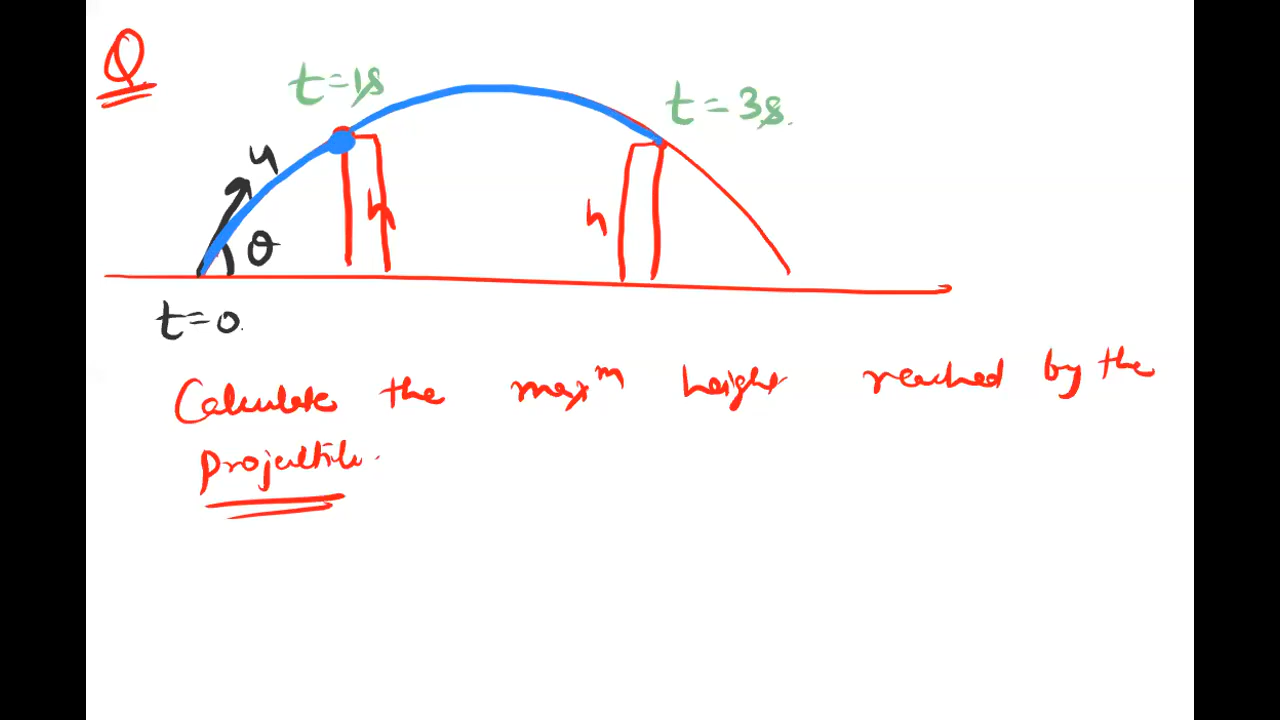 Q
t=1s
t=3s.
u
θ
h
h
t=0.
Calculate the maxᵐ height reached by the
projectile.